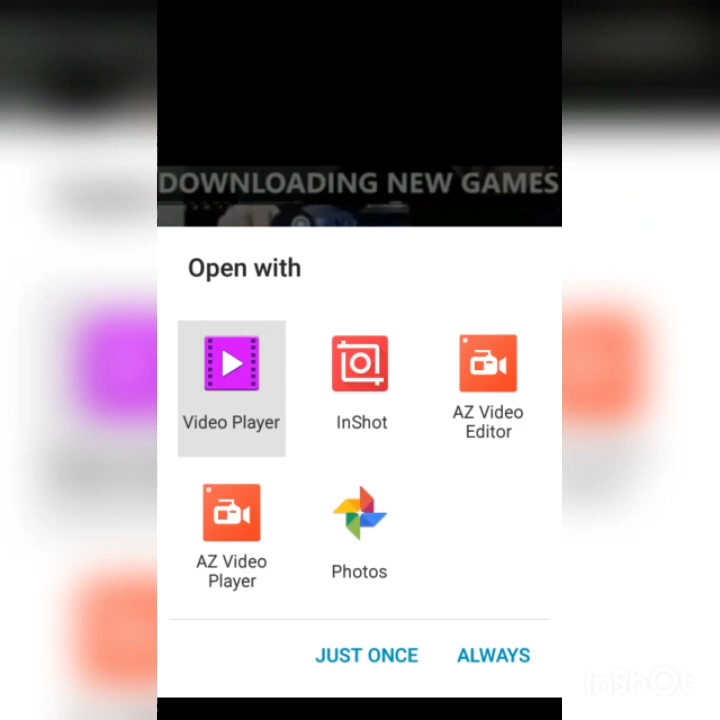 DOWNLOADING NEW GAMES
Open with
Video Player
InShot
AZ Video
Editor
AZ Video
Player
Photos
JUST ONCE
ALWAYS
InShOt